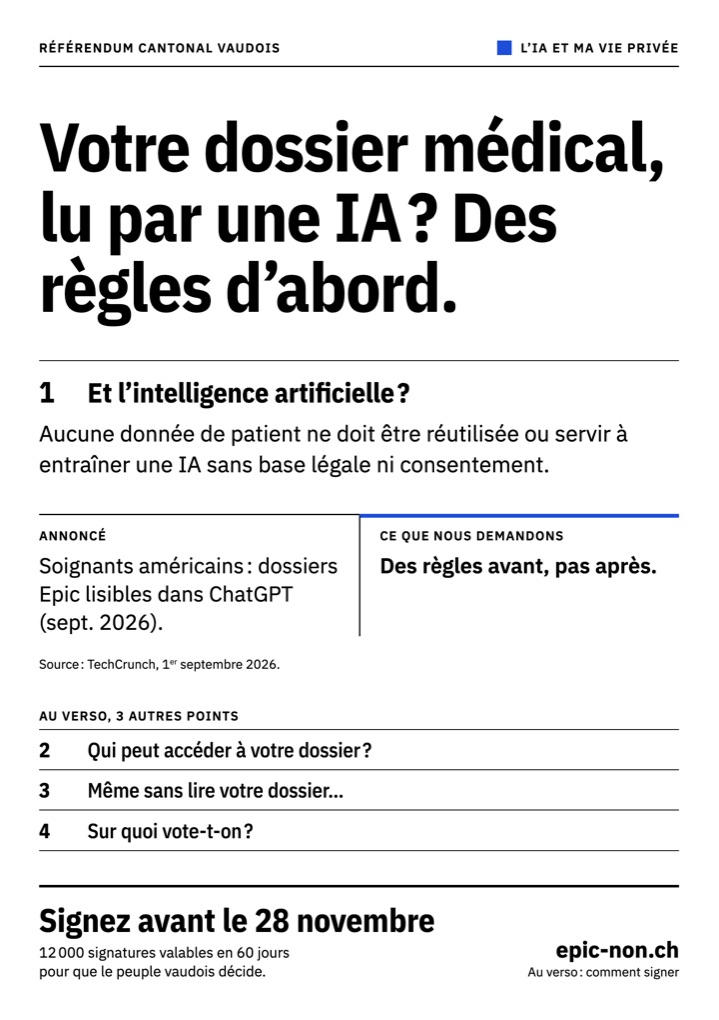 RÉFÉRENDUM CANTONAL VAUDOIS
L’IA ET MA VIE PRIVÉE
Votre dossier médical,
lu par une IA ? Des
règles d’abord.
1 Et l’intelligence artificielle ?
Aucune donnée de patient ne doit être réutilisée ou servir à
entraîner une IA sans base légale ni consentement.
ANNONCÉ
Soignants américains : dossiers
Epic lisibles dans ChatGPT
(sept. 2026).
CE QUE NOUS DEMANDONS
Des règles avant, pas après.
Source : TechCrunch, 1er septembre 2026.
AU VERSO, 3 AUTRES POINTS
2 Qui peut accéder à votre dossier ?
3 Même sans lire votre dossier…
4 Sur quoi vote-t-on ?
Signez avant le 28 novembre
12 000 signatures valables en 60 jours
pour que le peuple vaudois décide.
epic-non.ch
Au verso : comment signer